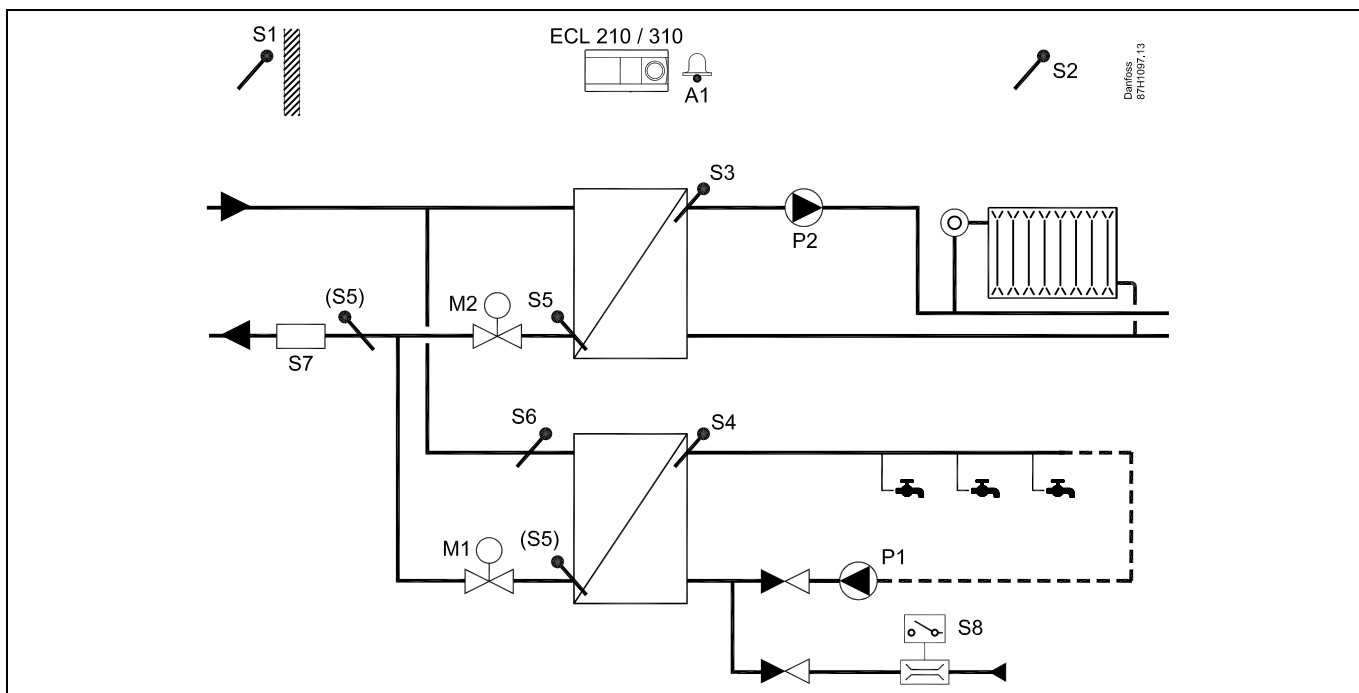 S1
ECL 210 / 310
A1
S2
Danfoss
87H1097.13
S3
P2
(S5)
M2
S5
S7
S6
S4
M1
(S5)
P1
S8